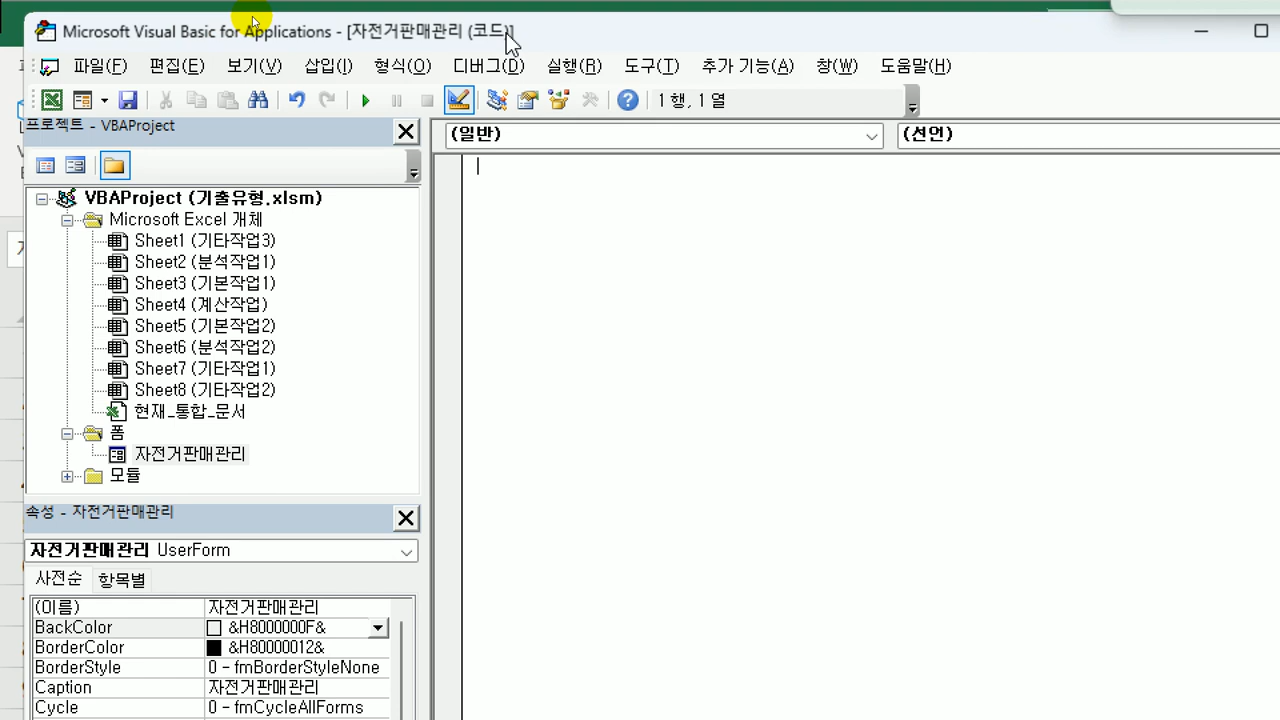 Microsoft Visual Basic for Applications - [자전거판매관리 (코드)]
파일(F) 편집(E) 보기(V) 삽입(I) 형식(O) 디버그(D) 실행(R) 도구(T) 추가 기능(A) 창(W) 도움말(H)
1 행, 1 열
프로젝트 - VBAProject
(일반) (선언)
VBAProject (기출유형.xlsm)
Microsoft Excel 개체
Sheet1 (기타작업3)
Sheet2 (분석작업1)
Sheet3 (기본작업1)
Sheet4 (계산작업)
Sheet5 (기본작업2)
Sheet6 (분석작업2)
Sheet7 (기타작업1)
Sheet8 (기타작업2)
현재_통합_문서
폼
자전거판매관리
모듈
속성 - 자전거판매관리
자전거판매관리 UserForm
사전순 항목별
(이름) 자전거판매관리
BackColor &H8000000F&
BorderColor &H80000012&
BorderStyle 0 - fmBorderStyleNone
Caption 자전거판매관리
Cycle 0 - fmCycleAllForms